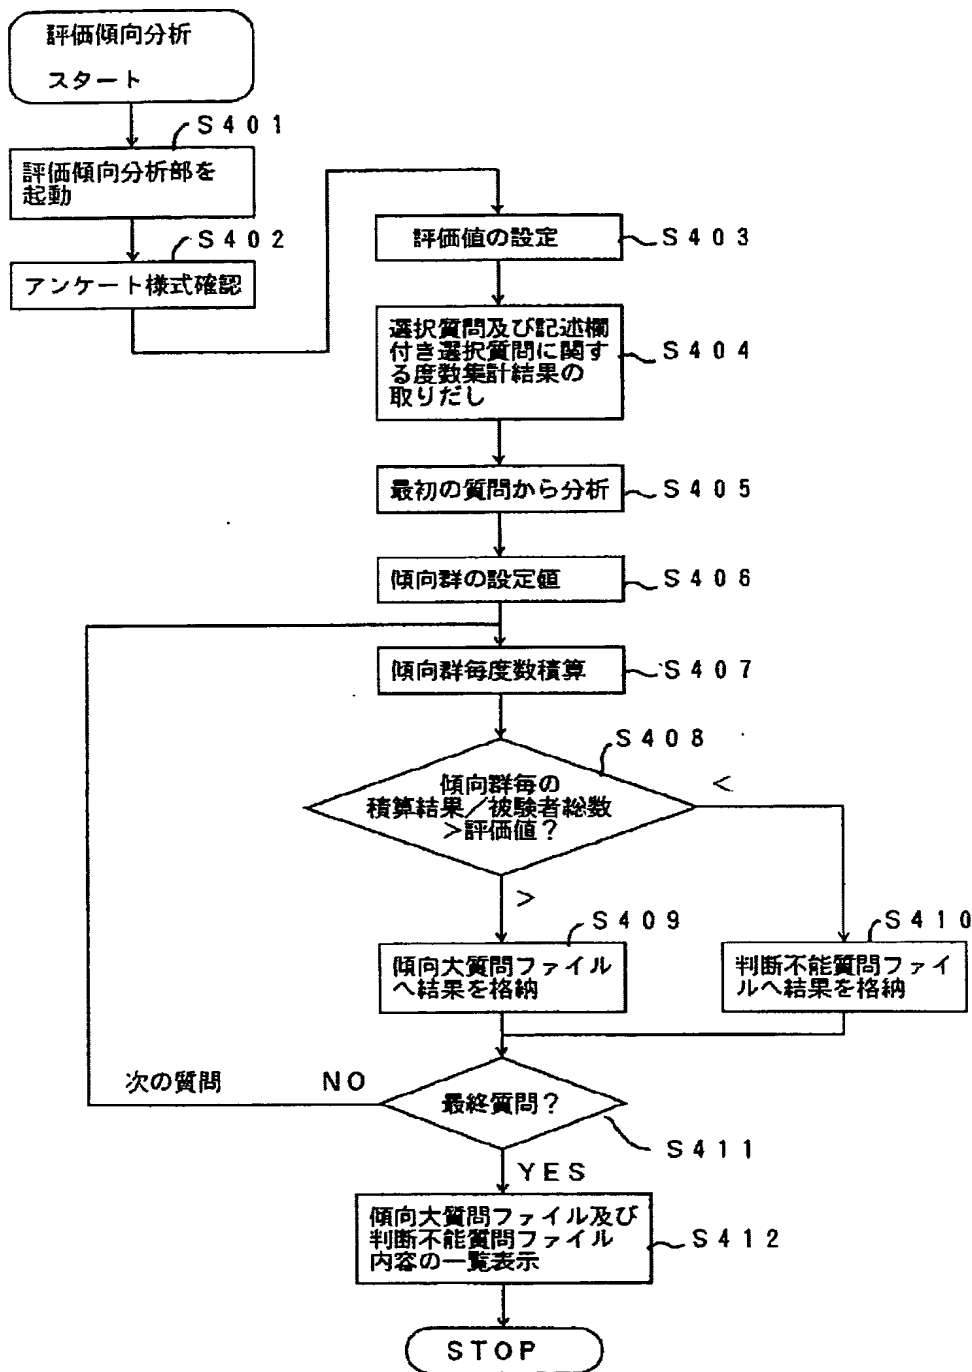 評価傾向分析
スタート
S401
評価傾向分析部を
起動
S402
アンケート様式確認
評価値の設定
S403
選択質問及び記述欄
付き選択質問に関す
る度数集計結果の
取りだし
S404
最初の質問から分析
S405
傾向群の設定値
S406
傾向群毎度数積算
S407
S408
傾向群毎の
積算結果／被験者総数
＞評価値？
＜
＞
S409
傾向大質問ファイル
へ結果を格納
S410
判断不能質問ファイ
ルへ結果を格納
次の質問 NO
最終質問？
S411
YES
傾向大質問ファイル及び
判断不能質問ファイル
内容の一覧表示
S412
STOP